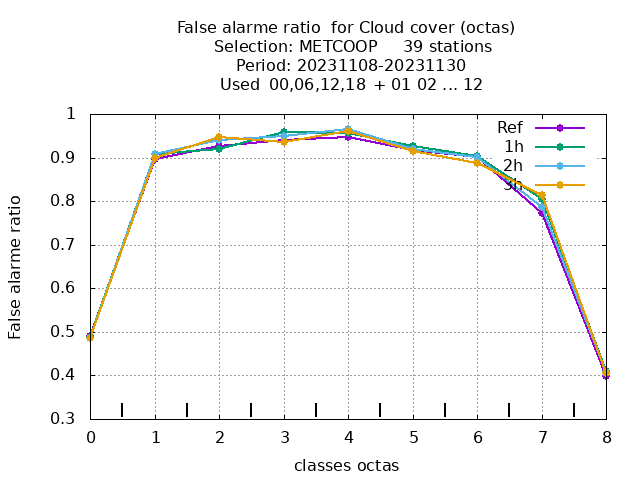 False alarme ratio for Cloud cover (octas)
Selection: METCOOP 39 stations
Period: 20231108-20231130
Used 00,06,12,18 + 01 02 ... 12
1
0.9
0.8
0.7
0.6
0.5
0.4
0.3
False alarme ratio
Ref
1h
2h
3h
0 1 2 3 4 5 6 7 8
classes octas